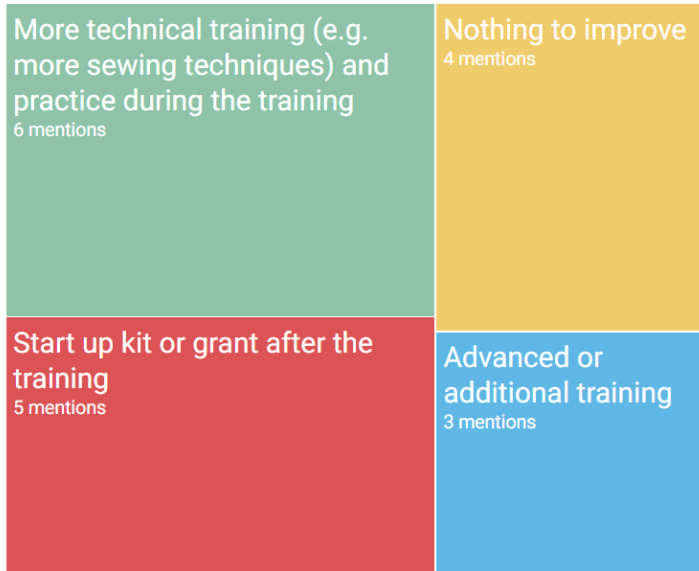 More technical training (e.g.
more sewing techniques) and
practice during the training
6 mentions
Nothing to improve
4 mentions
Start up kit or grant after the
training
5 mentions
Advanced or
additional training
3 mentions